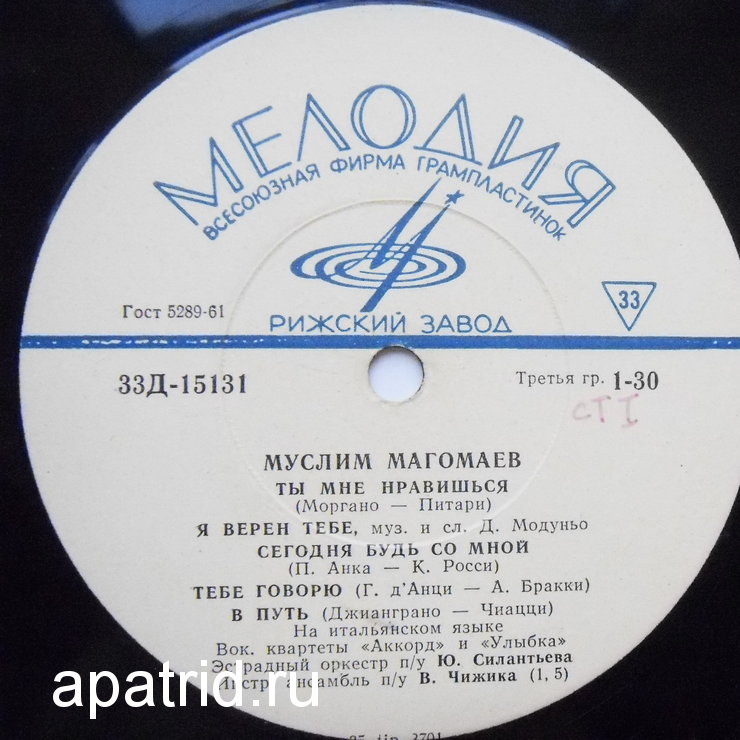 МЕЛОДИЯ
ВСЕСОЮЗНАЯ ФИРМА ГРАМПЛАСТИНОК
Гост 5289-61
33
РИЖСКИЙ ЗАВОД
33Д-15131
Третья гр. 1-30
СТ I
МУСЛИМ МАГОМАЕВ
ТЫ МНЕ НРАВИШЬСЯ
(Моргано — Питари)
Я ВЕРЕН ТЕБЕ, муз. и сл. Д. Модуньо
СЕГОДНЯ БУДЬ СО МНОЙ
(П. Анка — К. Росси)
ТЕБЕ ГОВОРЮ (Г. д'Анци — А. Бракки)
В ПУТЬ (Джианграно — Чиацци)
На итальянском языке
Вок. квартеты «Аккорд» и «Улыбка»
Эстрадный оркестр п/у Ю. Силантьева
Инстр. ансамбль п/у В. Чижика (1, 5)
apatrid.ru